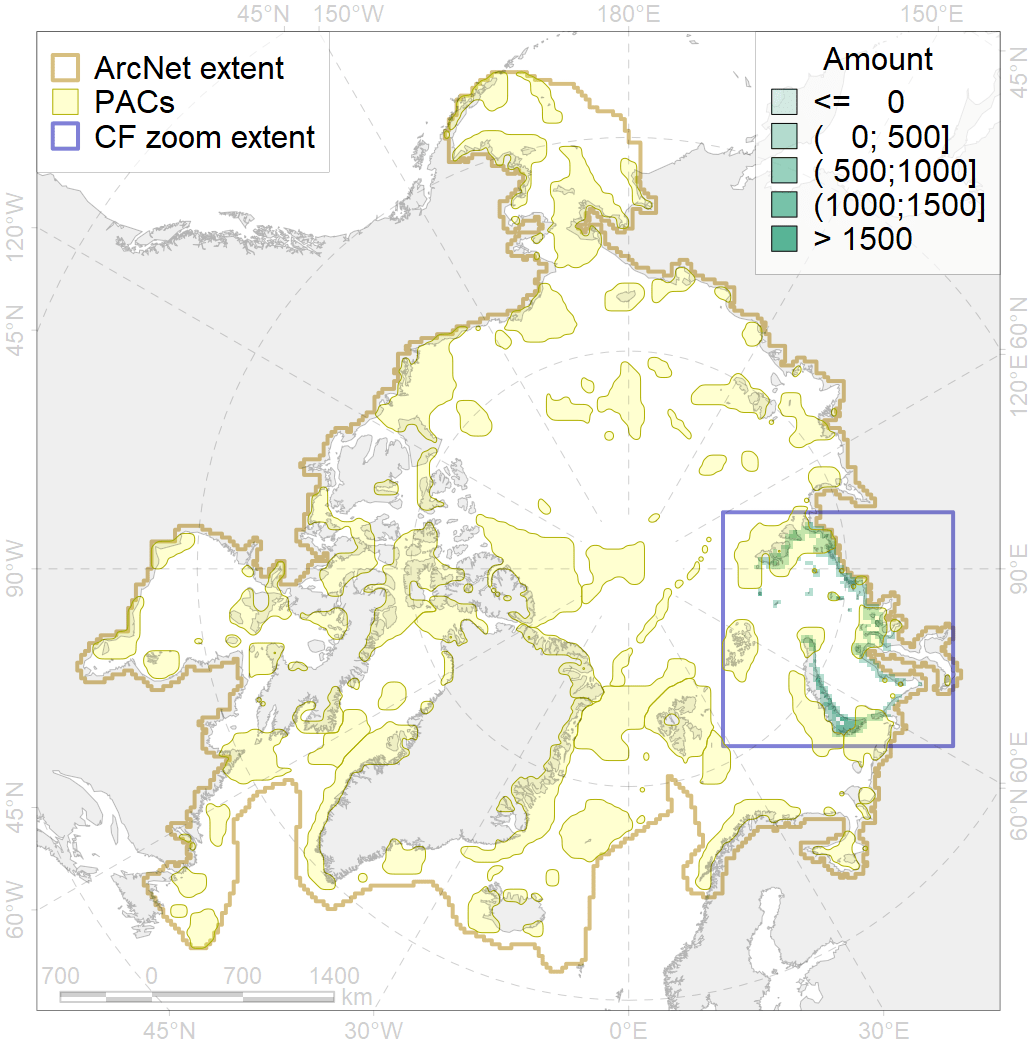 45°N 150°W 180°E 150°E
ArcNet extent
PACs
CF zoom extent
Amount
<= 0
( 0; 500]
( 500;1000]
(1000;1500]
> 1500
45°N
120°W
45°N
90°W
45°N
60°W
60°N
120°E
90°E
60°E
60°N
700 0 700 1400
km
45°W 30°W 0°E 30°E